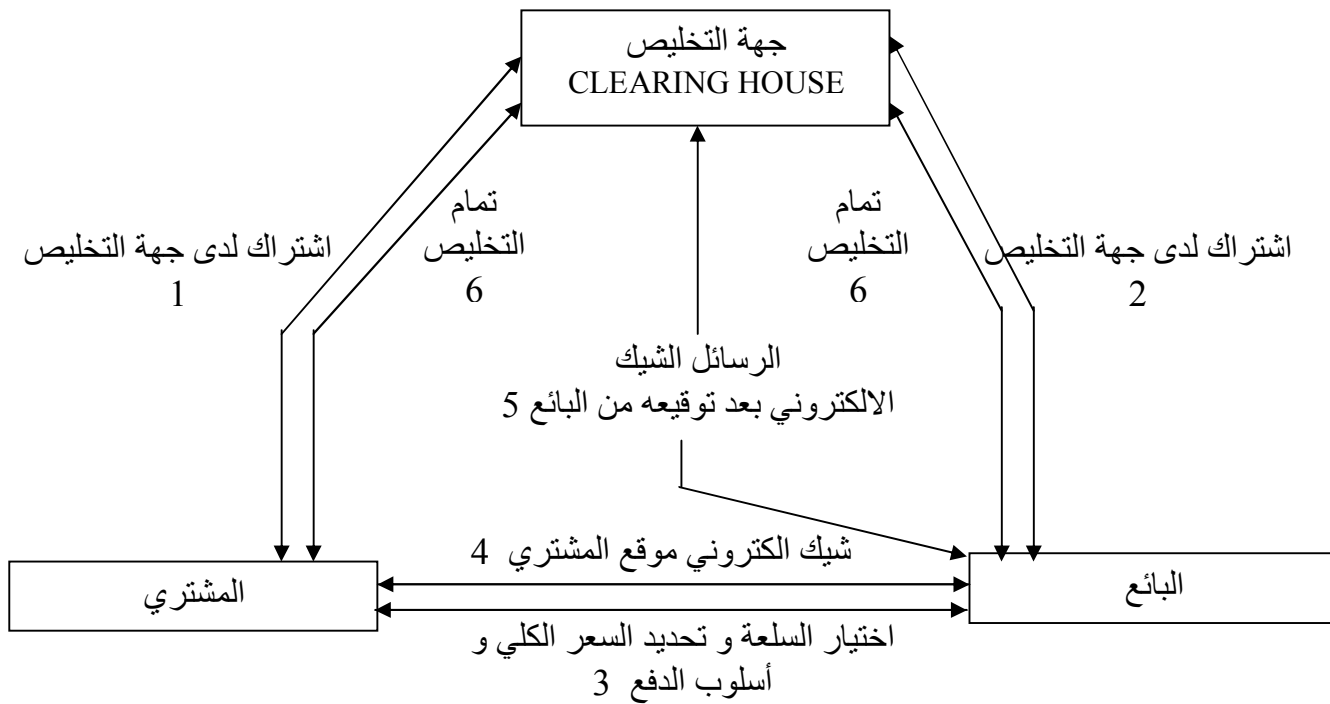 جهة التخليص
CLEARING HOUSE
اشتراك لدى جهة التخليص
1
تمام
التخليص
6
تمام
التخليص
6
اشتراك لدى جهة التخليص
2
الرسائل الشيك
الالكتروني بعد توقيعه من البائع 5
شيك الكتروني موقع المشتري 4
المشتري
البائع
اختيار السلعة و تحديد السعر الكلي و
أسلوب الدفع 3